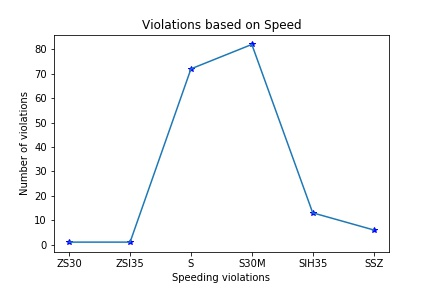 Violations based on Speed
Number of violations
80
70
60
50
40
30
20
10
0
ZS30 ZSI35 S S30M SIH35 SSZ
Speeding violations